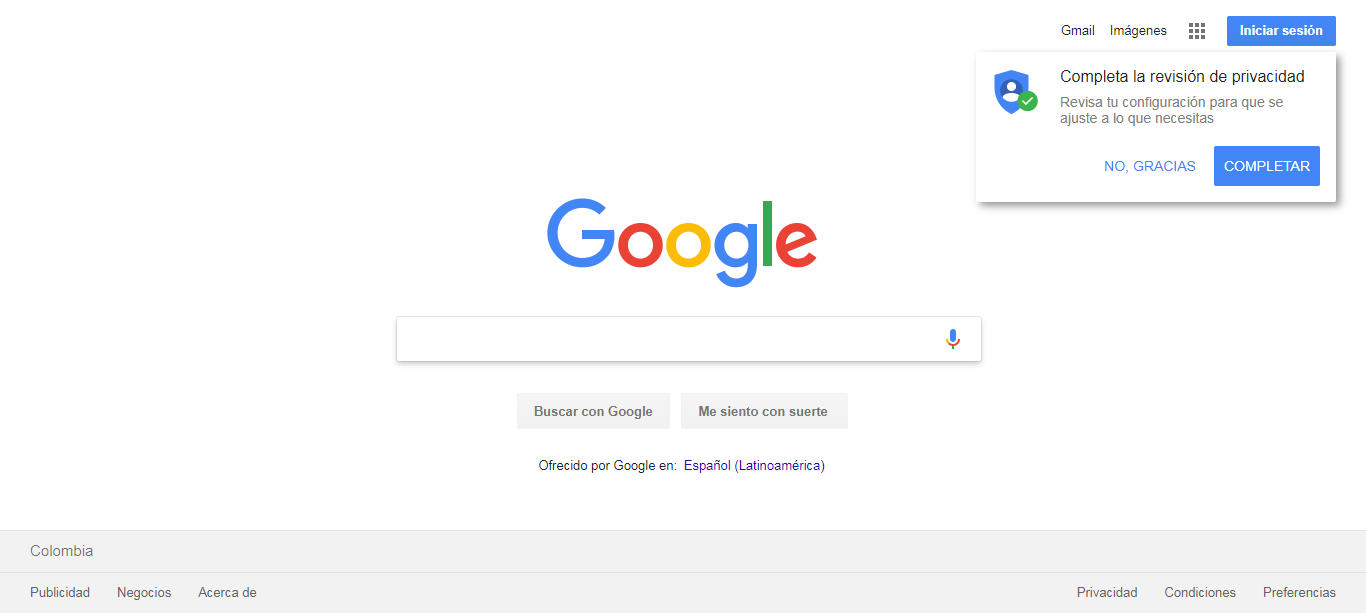 Gmail Imágenes Iniciar sesión
Completa la revisión de privacidad
Revisa tu configuración para que se
ajuste a lo que necesitas
NO, GRACIAS COMPLETAR
Google
Buscar con Google Me siento con suerte
Ofrecido por Google en: Español (Latinoamérica)
Colombia
Publicidad Negocios Acerca de Privacidad Condiciones Preferencias